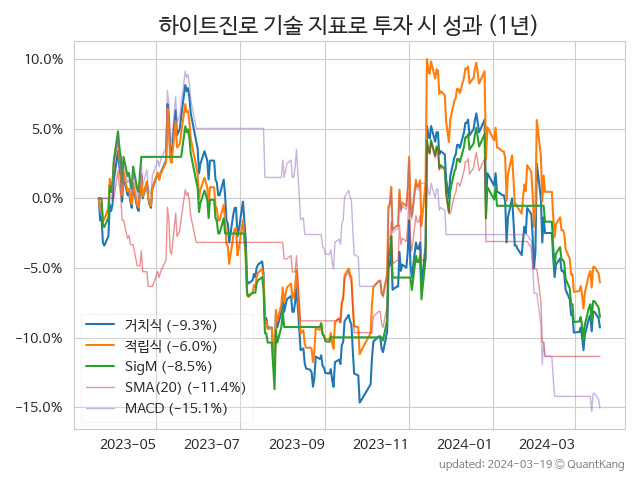 하이트진로 기술 지표로 투자 시 성과 (1년)
10.0%
5.0%
0.0%
−5.0%
−10.0%
−15.0%
거치식 (−9.3%)
적립식 (−6.0%)
SigM (−8.5%)
SMA(20) (−11.4%)
MACD (−15.1%)
2023−05 2023−07 2023−09 2023−11 2024−01 2024−03
updated: 2024−03−19 © QuantKang